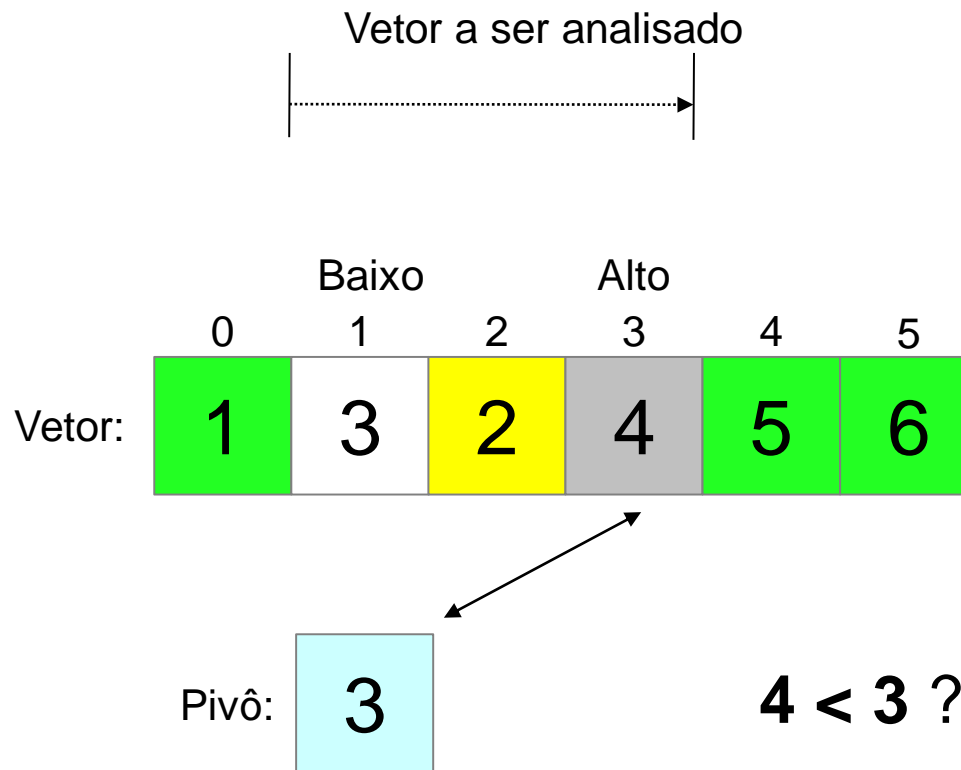 Vetor a ser analisado
Baixo Alto
0 1 2 3 4 5
Vetor: 1 3 2 4 5 6
Pivô: 3 4 < 3 ?